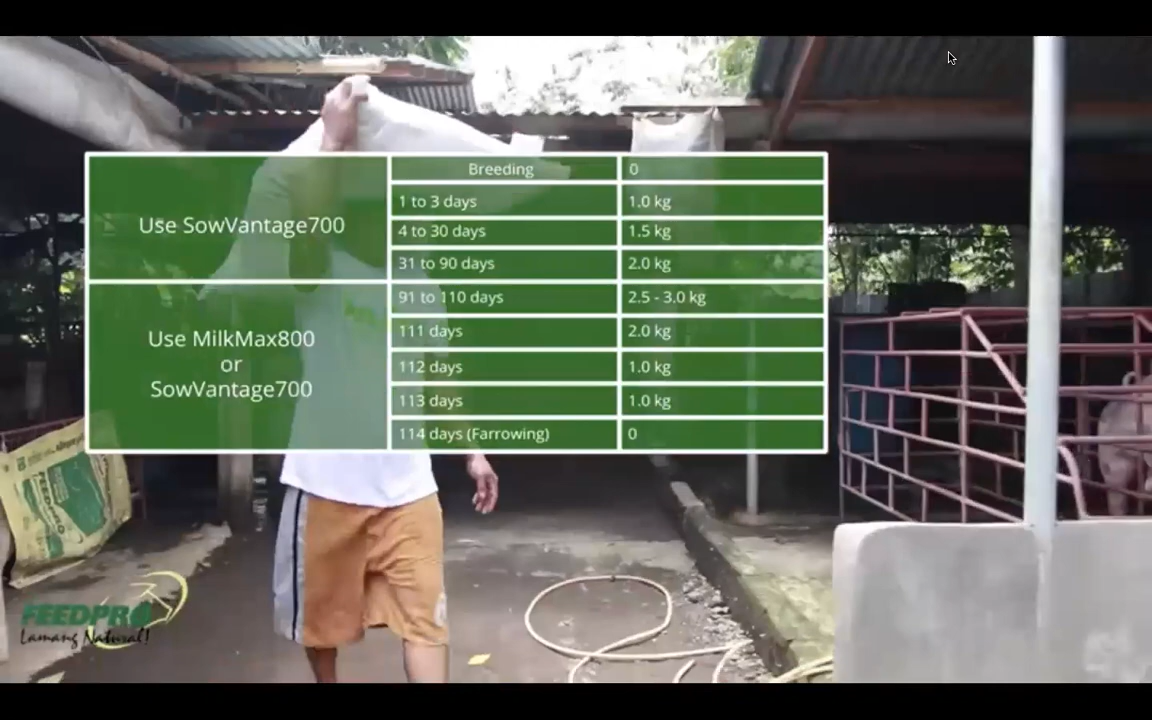 Use SowVantage700
Breeding 0
1 to 3 days 1.0 kg
4 to 30 days 1.5 kg
31 to 90 days 2.0 kg
Use MilkMax800
or
SowVantage700
91 to 110 days 2.5 - 3.0 kg
111 days 2.0 kg
112 days 1.0 kg
113 days 1.0 kg
114 days (Farrowing) 0
FEEDPRO
FEEDPRO
Lamang Natural!